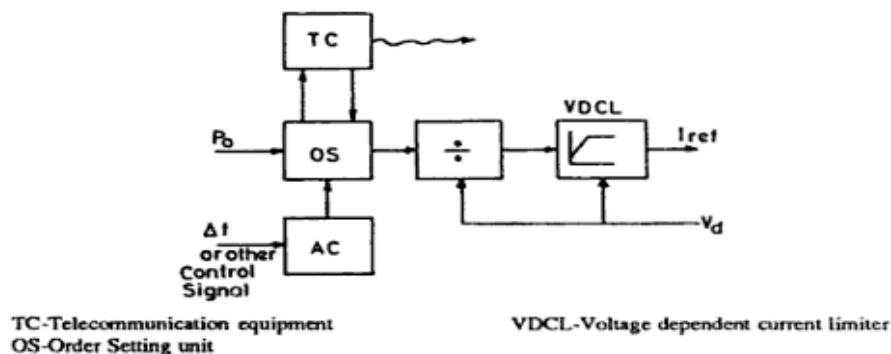 TC
VDCL
Po
OS
÷
Iref
Δf
or other
Control
Signal
AC
Vd
TC-Telecommunication equipment
VDCL-Voltage dependent current limiter
OS-Order Setting unit